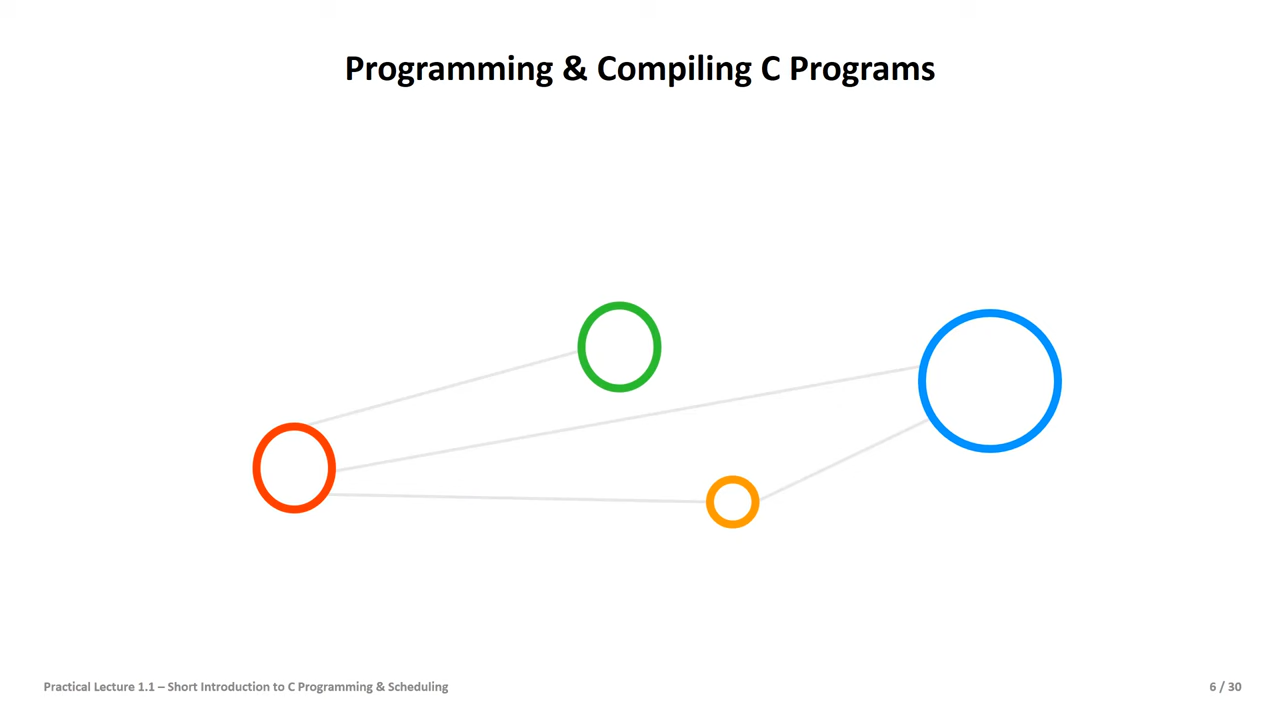 Programming & Compiling C Programs
Practical Lecture 1.1 – Short Introduction to C Programming & Scheduling
6 / 30